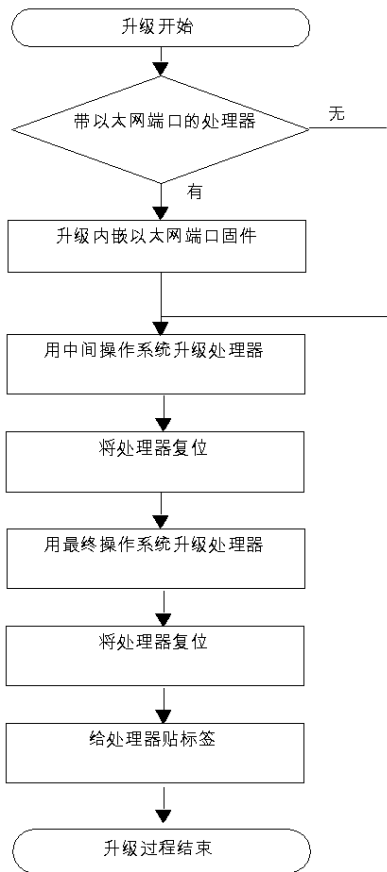 升级开始
带以太网端口的处理器
无
有
升级内嵌以太网端口固件
用中间操作系统升级处理器
将处理器复位
用最终操作系统升级处理器
将处理器复位
给处理器贴标签
升级过程结束